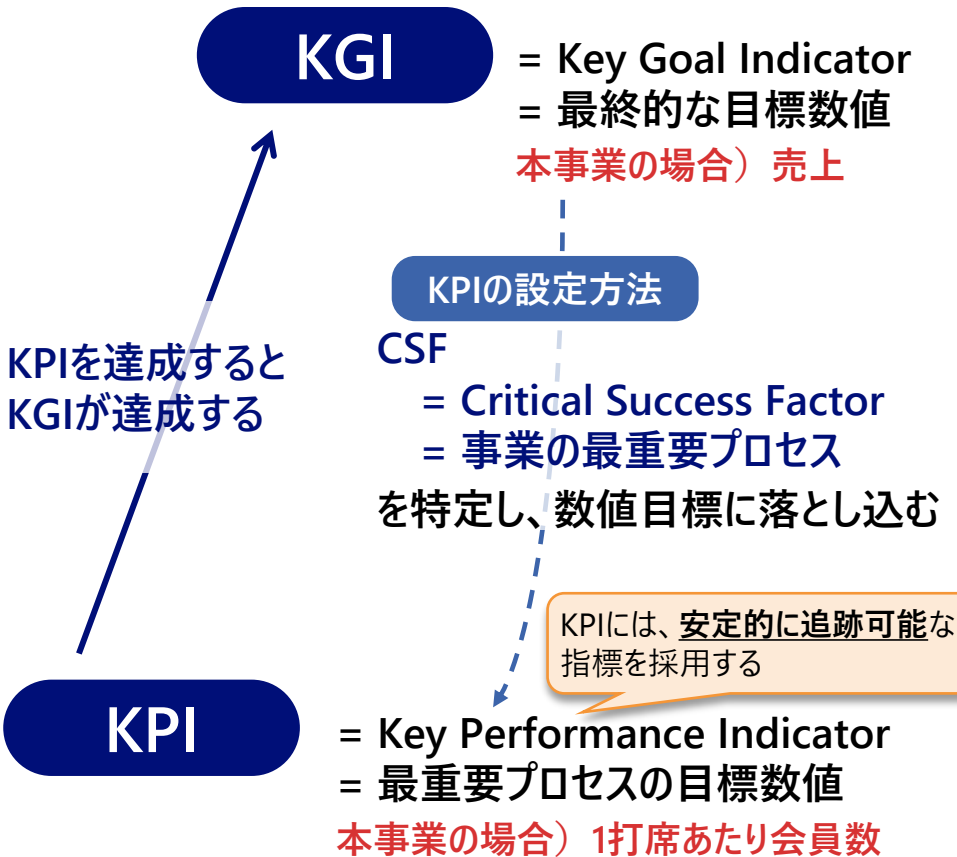 KGI
= Key Goal Indicator
= 最終的な目標数値
本事業の場合）売上
KPIの設定方法
CSF
= Critical Success Factor
= 事業の最重要プロセス
を特定し、数値目標に落とし込む
KPIを達成すると
KGIが達成する
KPIには、安定的に追跡可能な
指標を採用する
KPI
= Key Performance Indicator
= 最重要プロセスの目標数値
本事業の場合）1打席あたり会員数